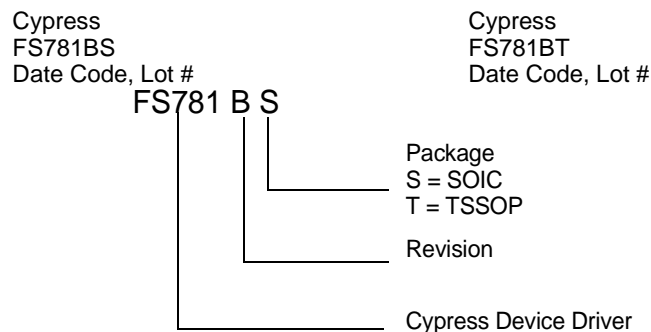 Cypress
FS781BS
Date Code, Lot #
Cypress
FS781BT
Date Code, Lot #
FS781 B S
Package
S = SOIC
T = TSSOP
Revision
Cypress Device Driver